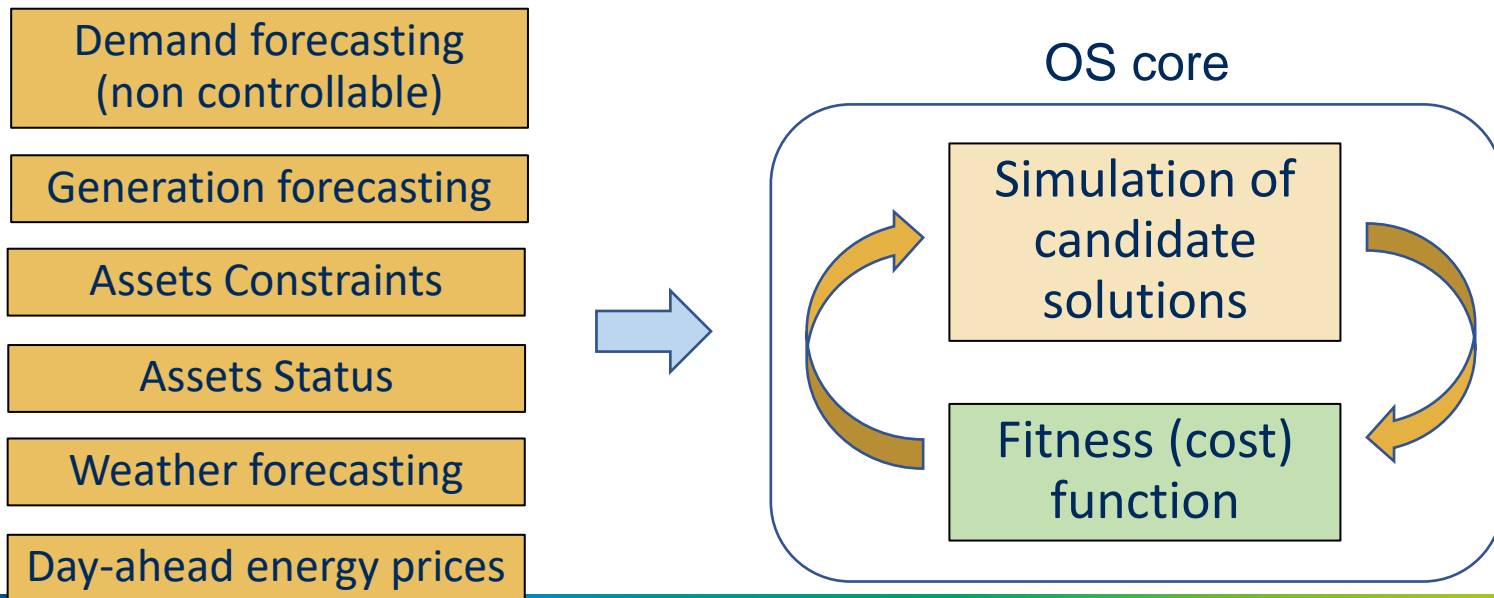 Demand forecasting
(non controllable)
Generation forecasting
Assets Constraints
Assets Status
Weather forecasting
Day-ahead energy prices
OS core
Simulation of
candidate
solutions
Fitness (cost)
function